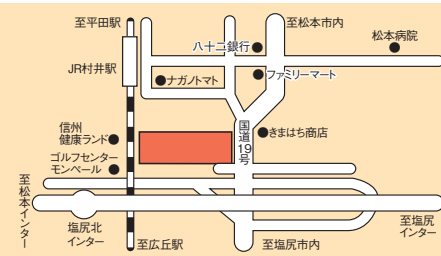 至平田駅
至松本市内
八十二銀行
松本病院
JR村井駅
ナガノトマト
ファミリーマート
信州
健康ランド
国道19号
きまはち商店
ゴルフセンター
モンベール
至松本インター
塩尻北
インター
至広丘駅
至塩尻市内
至塩尻
インター